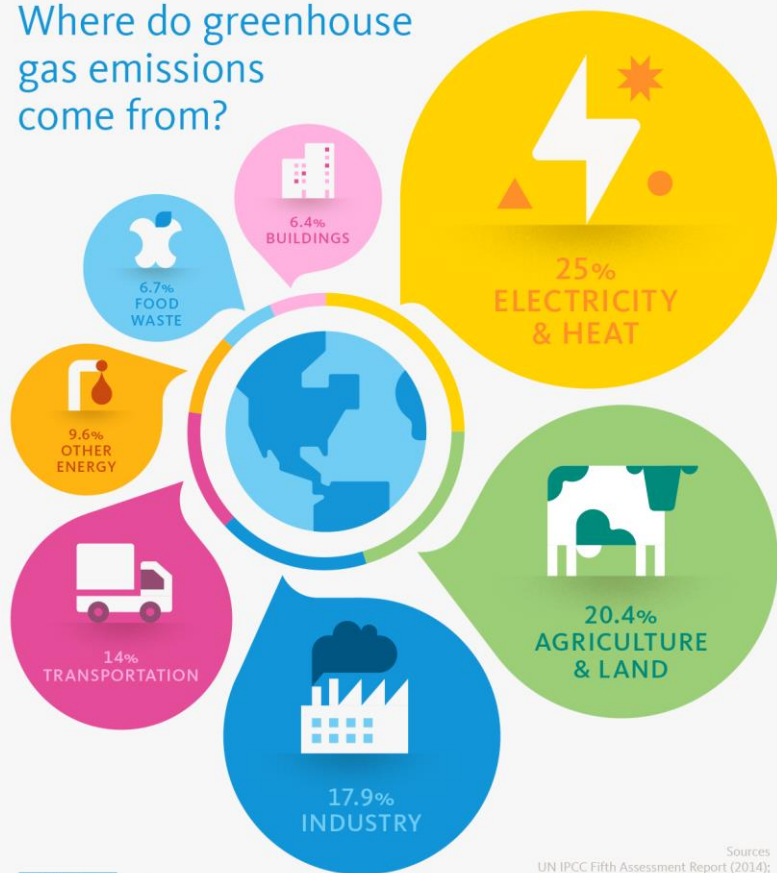 Where do greenhouse
gas emissions
come from?
6.4%
BUILDINGS
6.7%
FOOD
WASTE
25%
ELECTRICITY
& HEAT
9.6%
OTHER
ENERGY
14%
TRANSPORTATION
20.4%
AGRICULTURE
& LAND
17.9%
INDUSTRY
Sources
UN IPCC Fifth Assessment Report (2014);